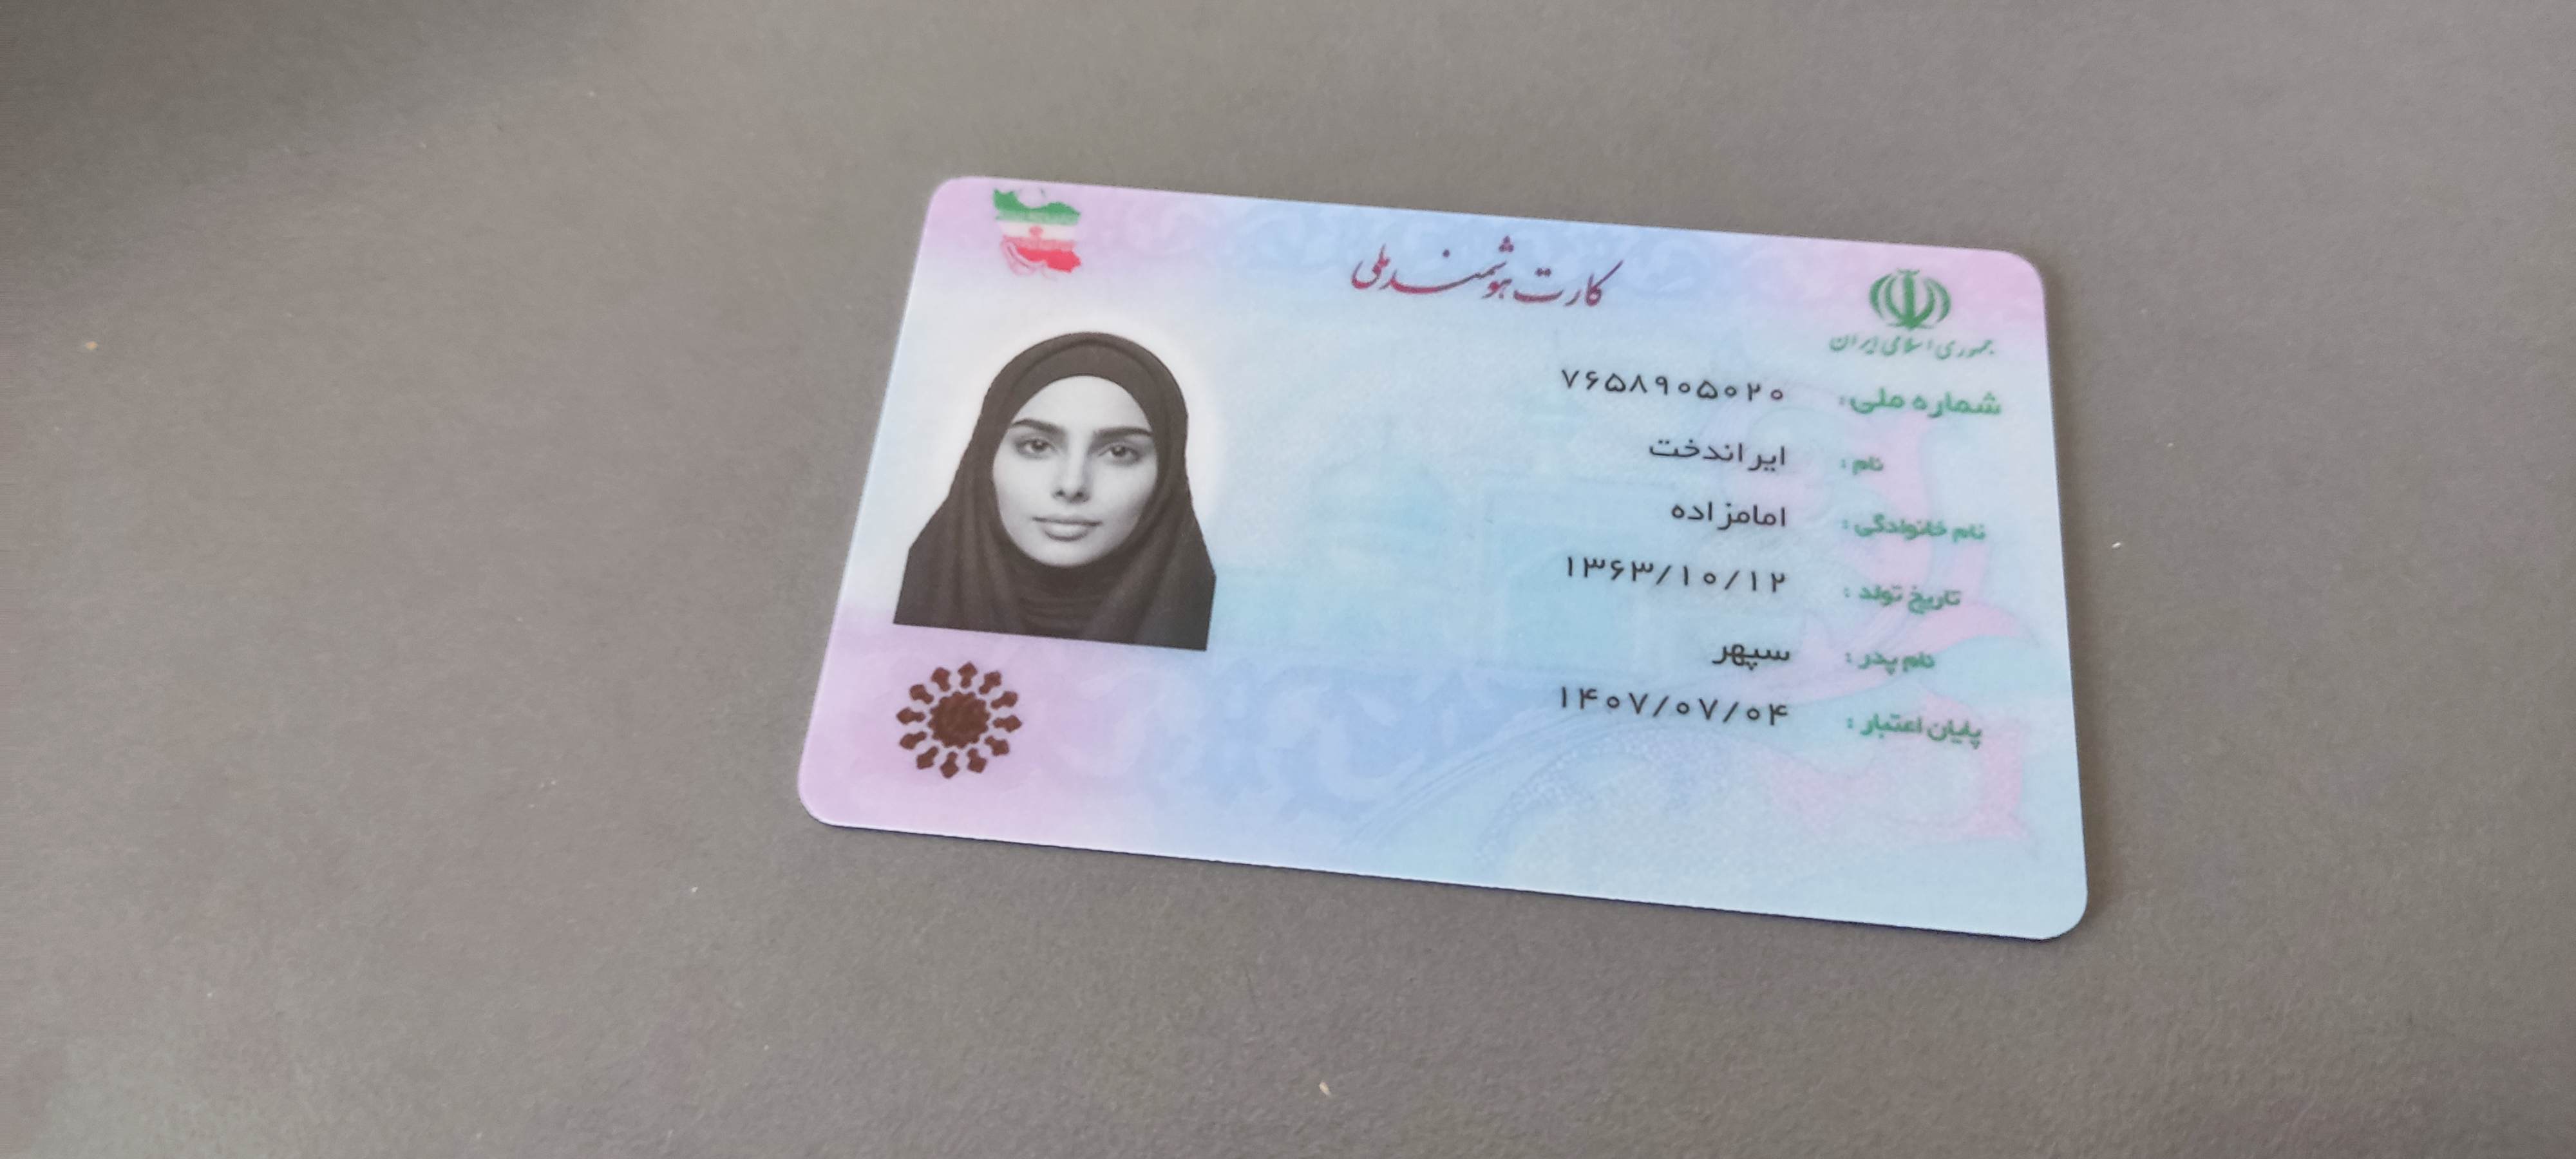 کارت هوشمند ملی
جمهوری اسلامی ایران
شماره ملی: ۷۶۵۸۹۰۵۰۲۰
نام: ایراندخت
نام خانوادگی: امامزاده
تاریخ تولد: ۱۳۶۳/۱۰/۱۲
نام پدر: سپهر
پایان اعتبار: ۱۴۰۷/۰۷/۰۴